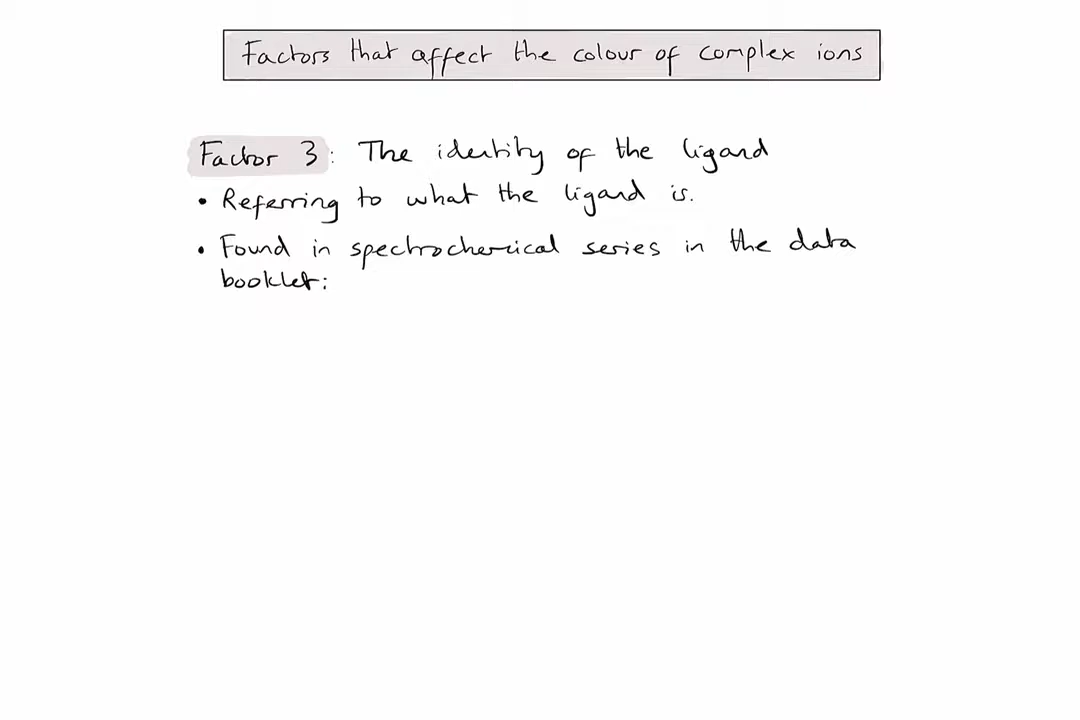 Factors that affect the colour of complex ions
Factor 3: The identity of the ligand
• Referring to what the ligand is.
• Found in spectrochemical series in the data
booklet: